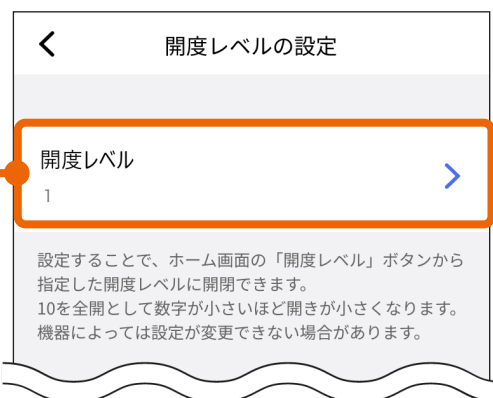 開度レベルの設定
開度レベル
1
設定することで、ホーム画面の「開度レベル」ボタンから
指定した開度レベルに開閉できます。
10を全開として数字が小さいほど開きが小さくなります。
機器によっては設定が変更できない場合があります。